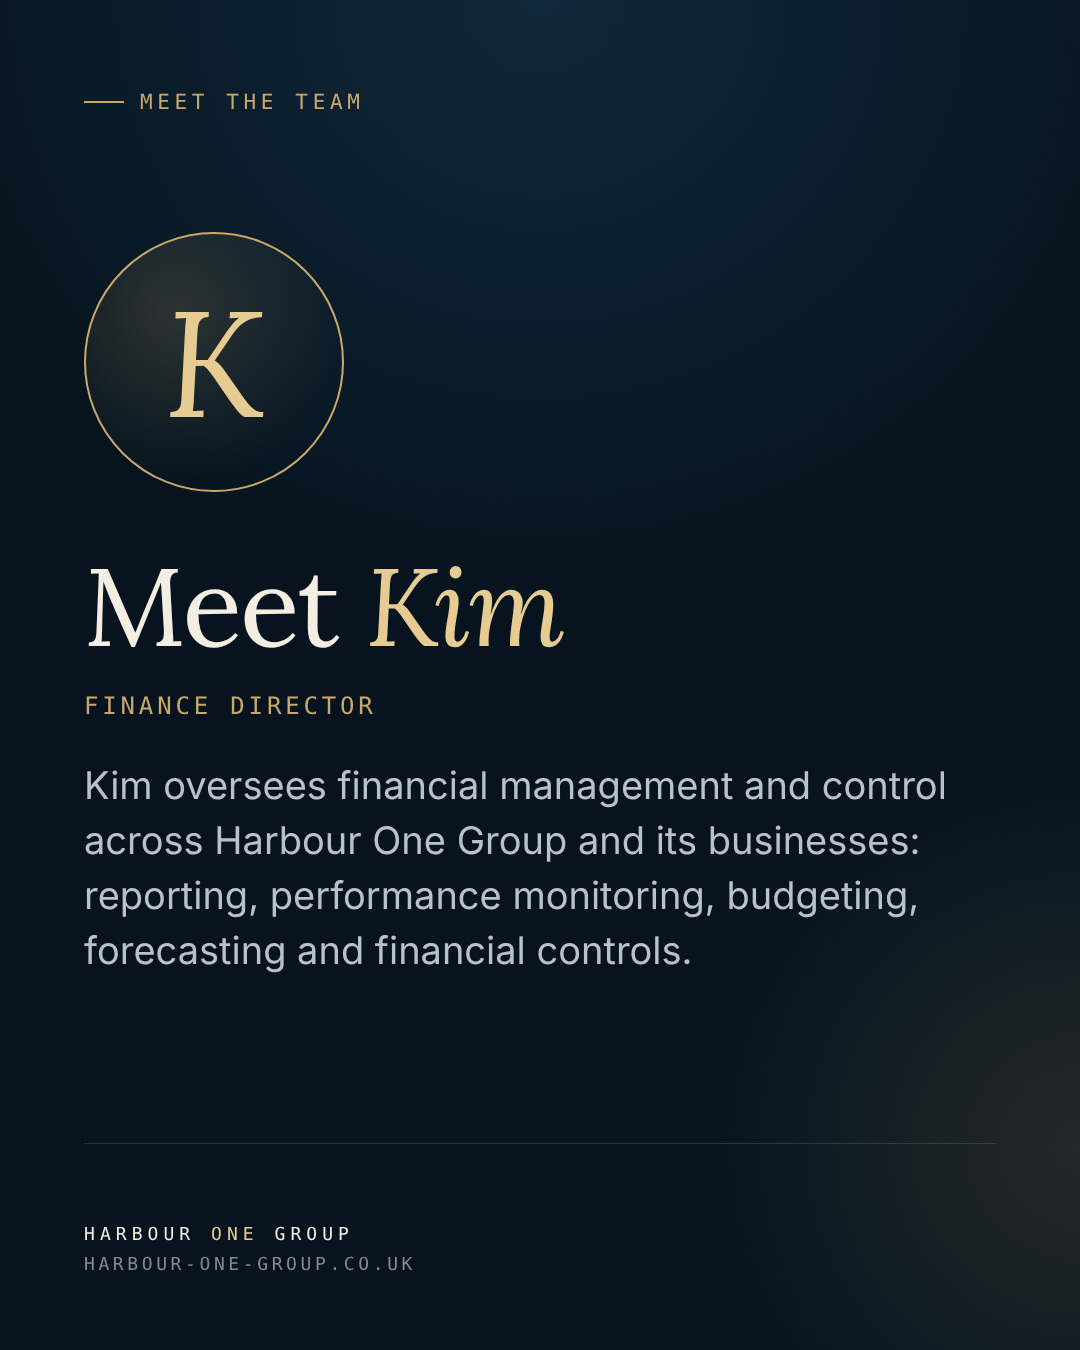 MEET THE TEAM
K
Meet Kim
FINANCE DIRECTOR
Kim oversees financial management and control
across Harbour One Group and its businesses:
reporting, performance monitoring, budgeting,
forecasting and financial controls.
HARBOUR ONE GROUP
HARBOUR-ONE-GROUP.CO.UK